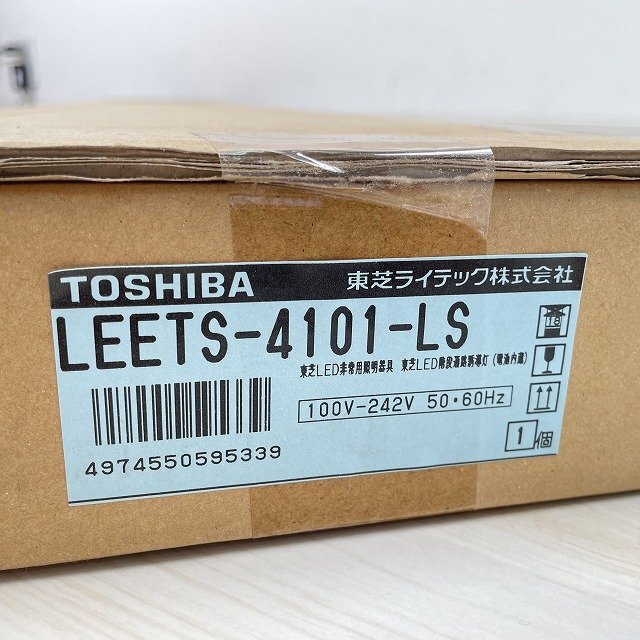 TOSHIBA 東芝ライテック株式会社
LEETS-4101-LS
東芝LED非常用照明器具 東芝LED階段通路誘導灯(電池内蔵)
100V-242V 50・60Hz
4974550595339
1個